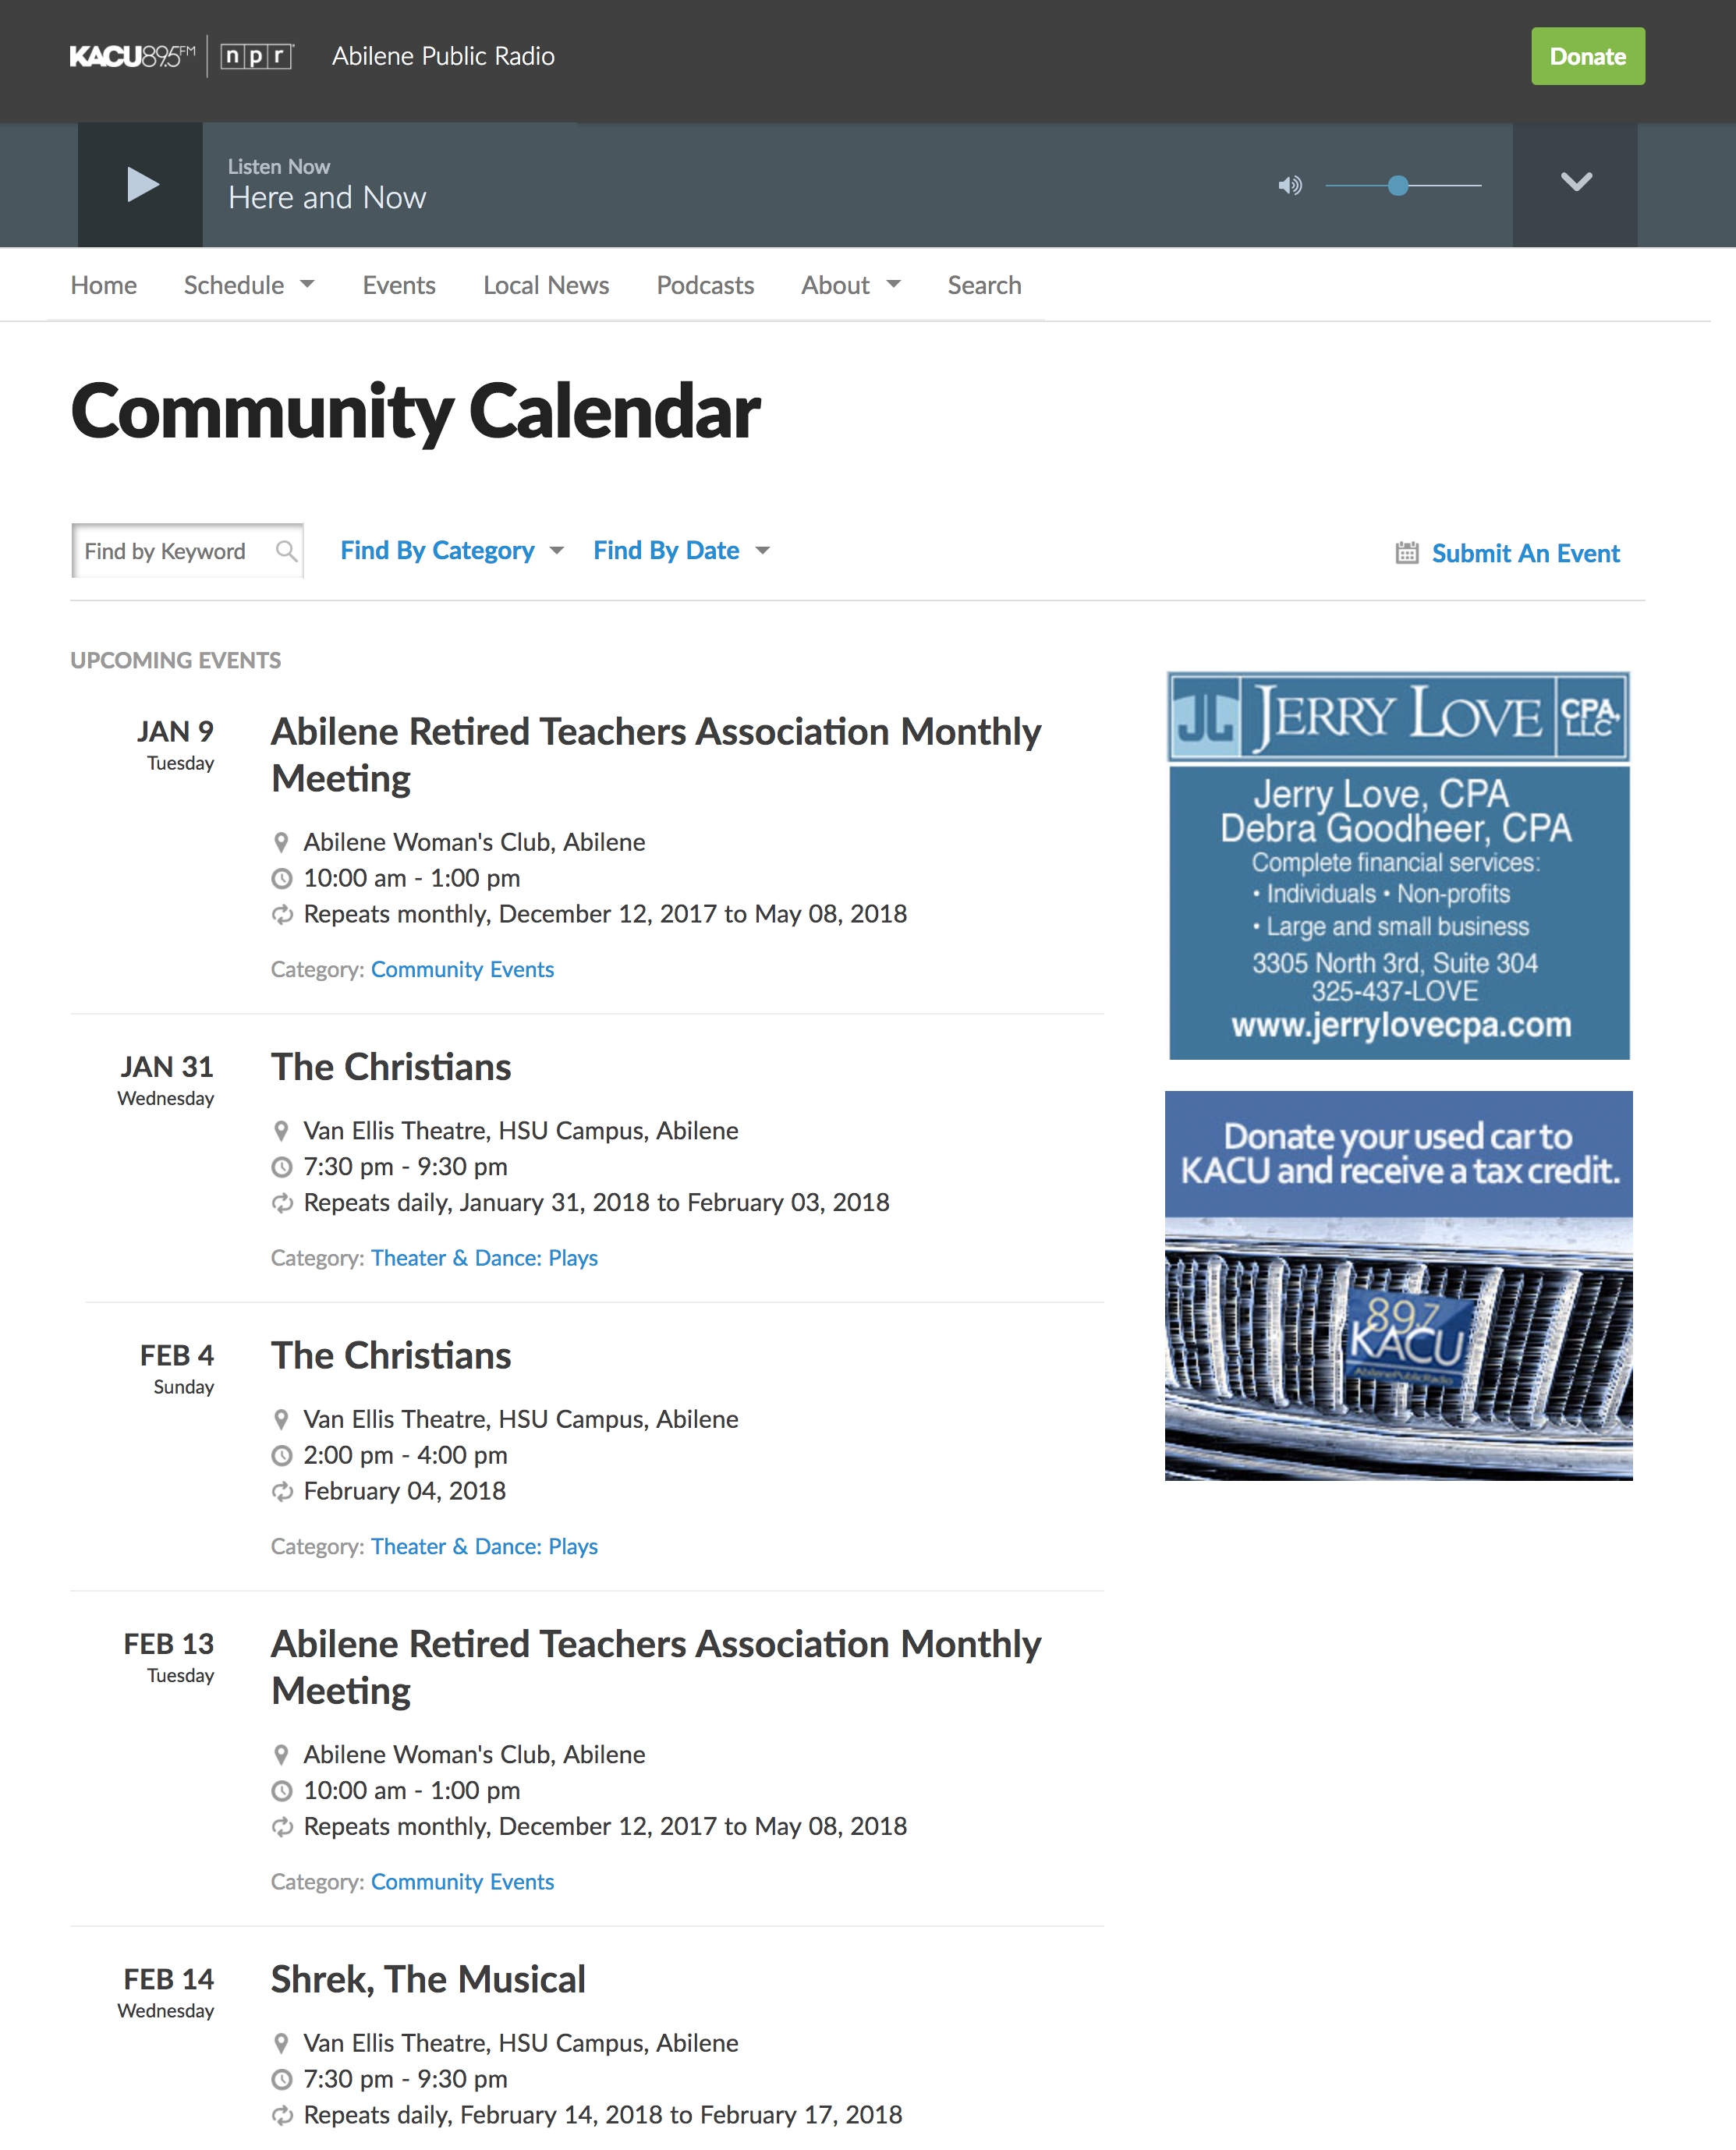 KACU89.5FM npr Abilene Public Radio
Donate
Listen Now
Here and Now
Home Schedule Events Local News Podcasts About Search
Community Calendar
Find by Keyword Find By Category Find By Date Submit An Event
UPCOMING EVENTS
JAN 9
Tuesday
Abilene Retired Teachers Association Monthly
Meeting
Abilene Woman's Club, Abilene
10:00 am - 1:00 pm
Repeats monthly, December 12, 2017 to May 08, 2018
Category: Community Events
JAN 31
Wednesday
The Christians
Van Ellis Theatre, HSU Campus, Abilene
7:30 pm - 9:30 pm
Repeats daily, January 31, 2018 to February 03, 2018
Category: Theater & Dance: Plays
FEB 4
Sunday
The Christians
Van Ellis Theatre, HSU Campus, Abilene
2:00 pm - 4:00 pm
February 04, 2018
Category: Theater & Dance: Plays
FEB 13
Tuesday
Abilene Retired Teachers Association Monthly
Meeting
Abilene Woman's Club, Abilene
10:00 am - 1:00 pm
Repeats monthly, December 12, 2017 to May 08, 2018
Category: Community Events
FEB 14
Wednesday
Shrek, The Musical
Van Ellis Theatre, HSU Campus, Abilene
7:30 pm - 9:30 pm
Repeats daily, February 14, 2018 to February 17, 2018
JL JERRY LOVE CPA, LLC
Jerry Love, CPA
Debra Goodheer, CPA
Complete financial services:
• Individuals • Non-profits
• Large and small business
3305 North 3rd, Suite 304
325-437-LOVE
www.jerrylovecpa.com
Donate your used car to
KACU and receive a tax credit.
89.7
KACU
Abilene Public Radio